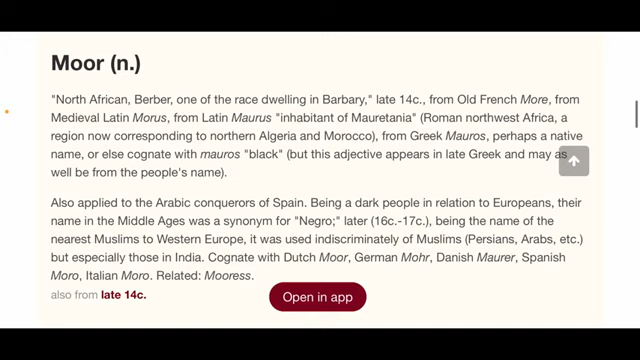 Moor (n.)
"North African, Berber, one of the race dwelling in Barbary," late 14c., from Old French More, from
Medieval Latin Morus, from Latin Maurus "inhabitant of Mauretania" (Roman northwest Africa, a
region now corresponding to northern Algeria and Morocco), from Greek Mauros, perhaps a native
name, or else cognate with mauros "black" (but this adjective appears in late Greek and may as
well be from the people's name).
Also applied to the Arabic conquerors of Spain. Being a dark people in relation to Europeans, their
name in the Middle Ages was a synonym for "Negro;" later (16c.-17c.), being the name of the
nearest Muslims to Western Europe, it was used indiscriminately of Muslims (Persians, Arabs, etc.)
but especially those in India. Cognate with Dutch Moor, German Mohr, Danish Maurer, Spanish
Moro, Italian Moro. Related: Mooress.
also from late 14c.
Open in app